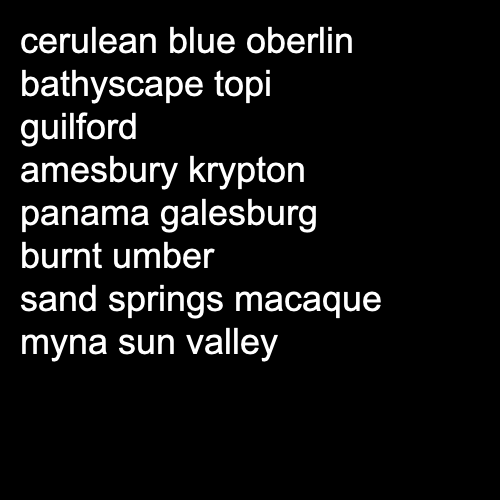 cerulean blue oberlin
bathyscape topi
guilford
amesbury krypton
panama galesburg
burnt umber
sand springs macaque
myna sun valley